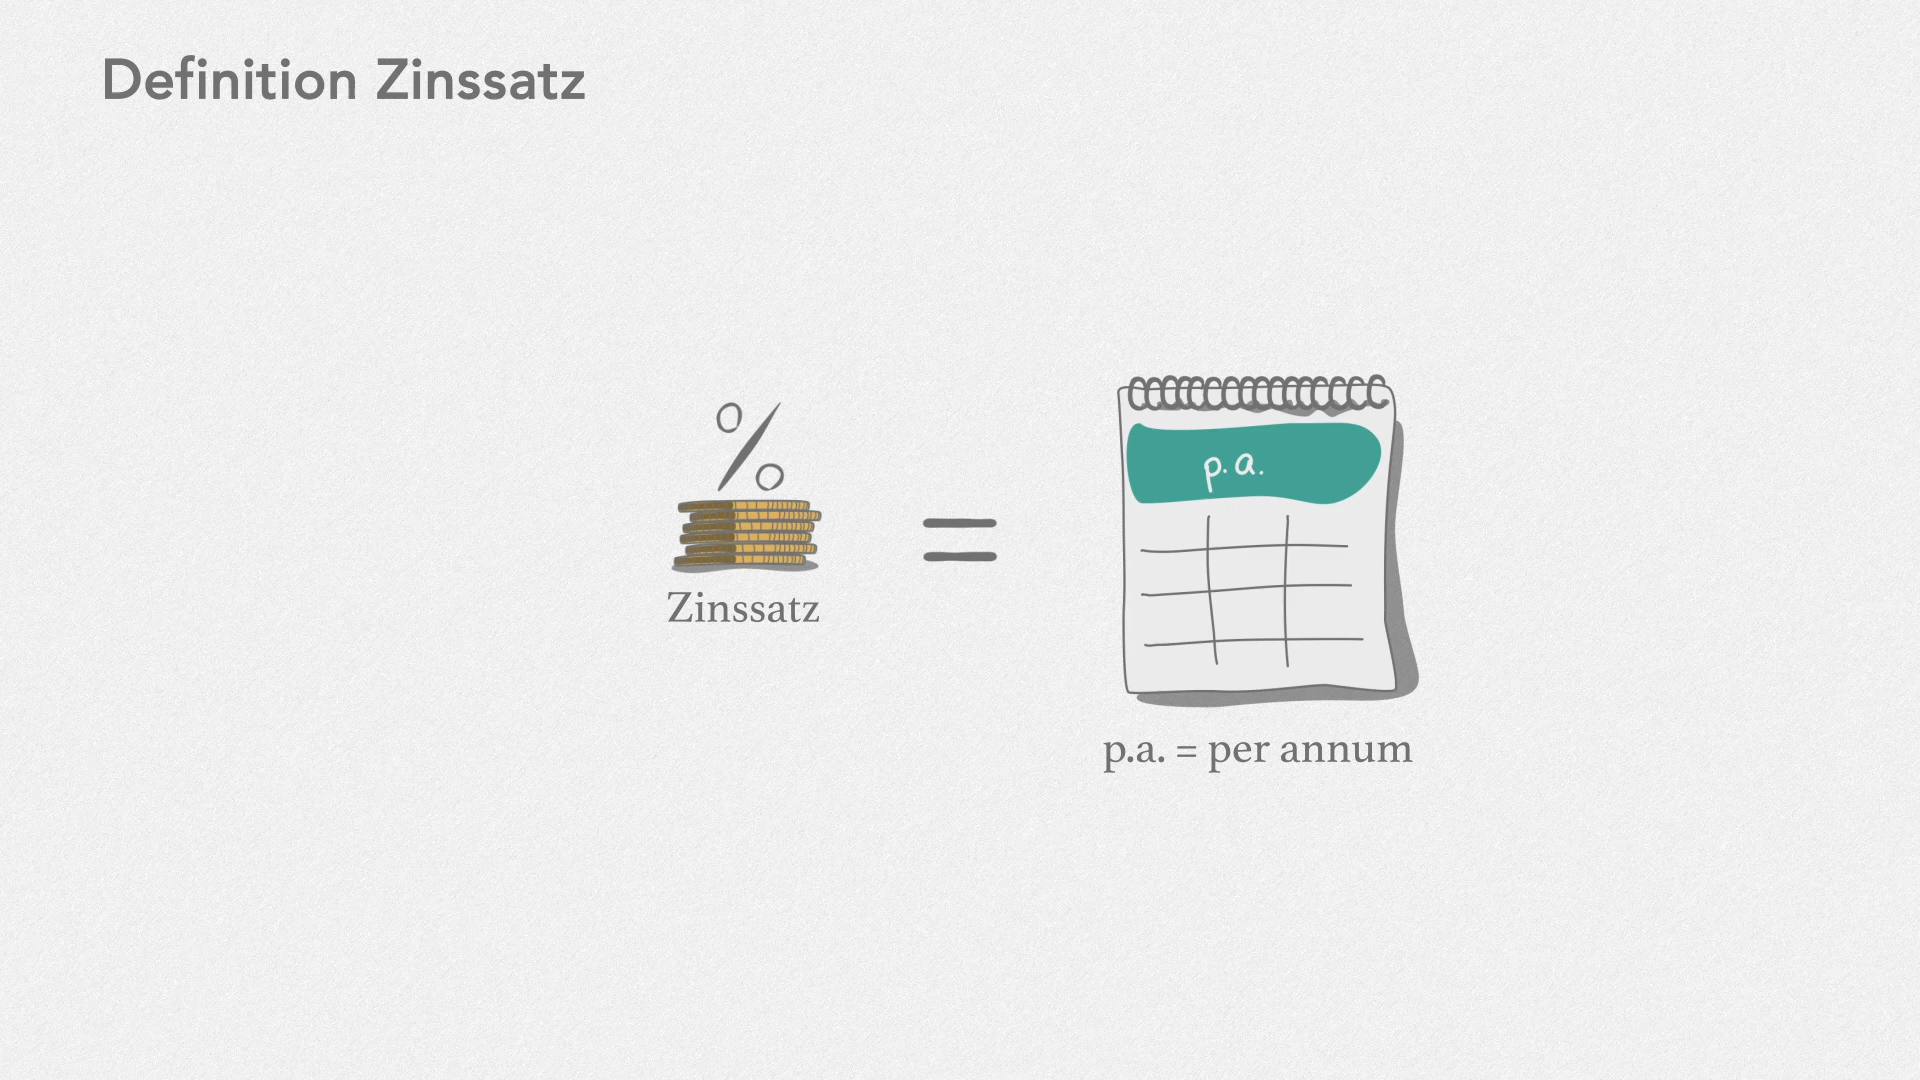 Definition Zinssatz
%
p.a.
=
Zinssatz
p.a. = per annum